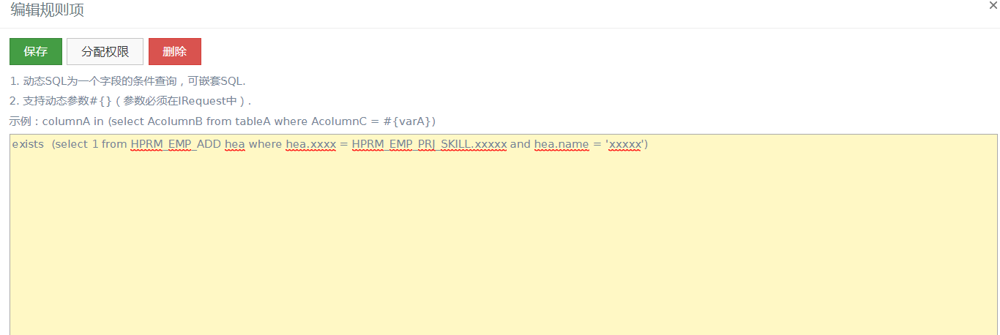 编辑规则项
×
保存 分配权限 删除
1. 动态SQL为一个字段的条件查询，可嵌套SQL.
2. 支持动态参数#{}（参数必须在IRequest中）.
示例：columnA in (select AcolumnB from tableA where AcolumnC = #{varA})
exists  (select 1 from HPRM_EMP_ADD hea where hea.xxxx = HPRM_EMP_PRJ_SKILL.xxxxx and hea.name = 'xxxxx')